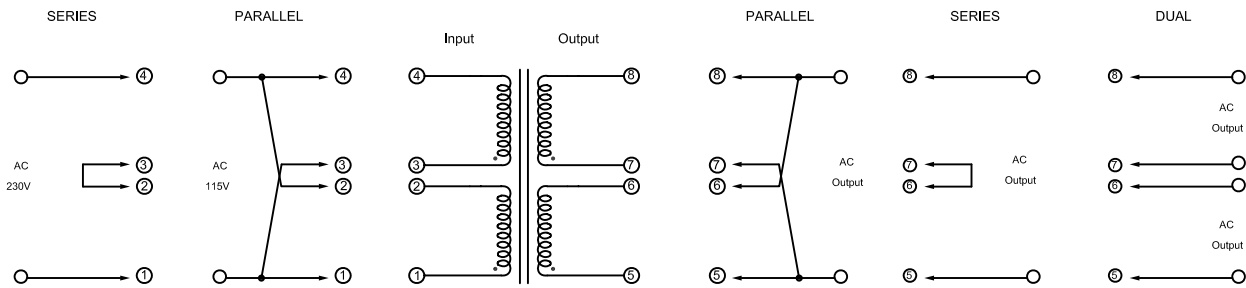 SERIES PARALLEL PARALLEL SERIES DUAL
Input Output
4 4 4 8 8 8 8
AC
Output
3 3 3 7 7 7 7
AC
230V
AC
115V
AC
Output
AC
Output
2 2 2 6 6 6 6
AC
Output
1 1 1 5 5 5 5